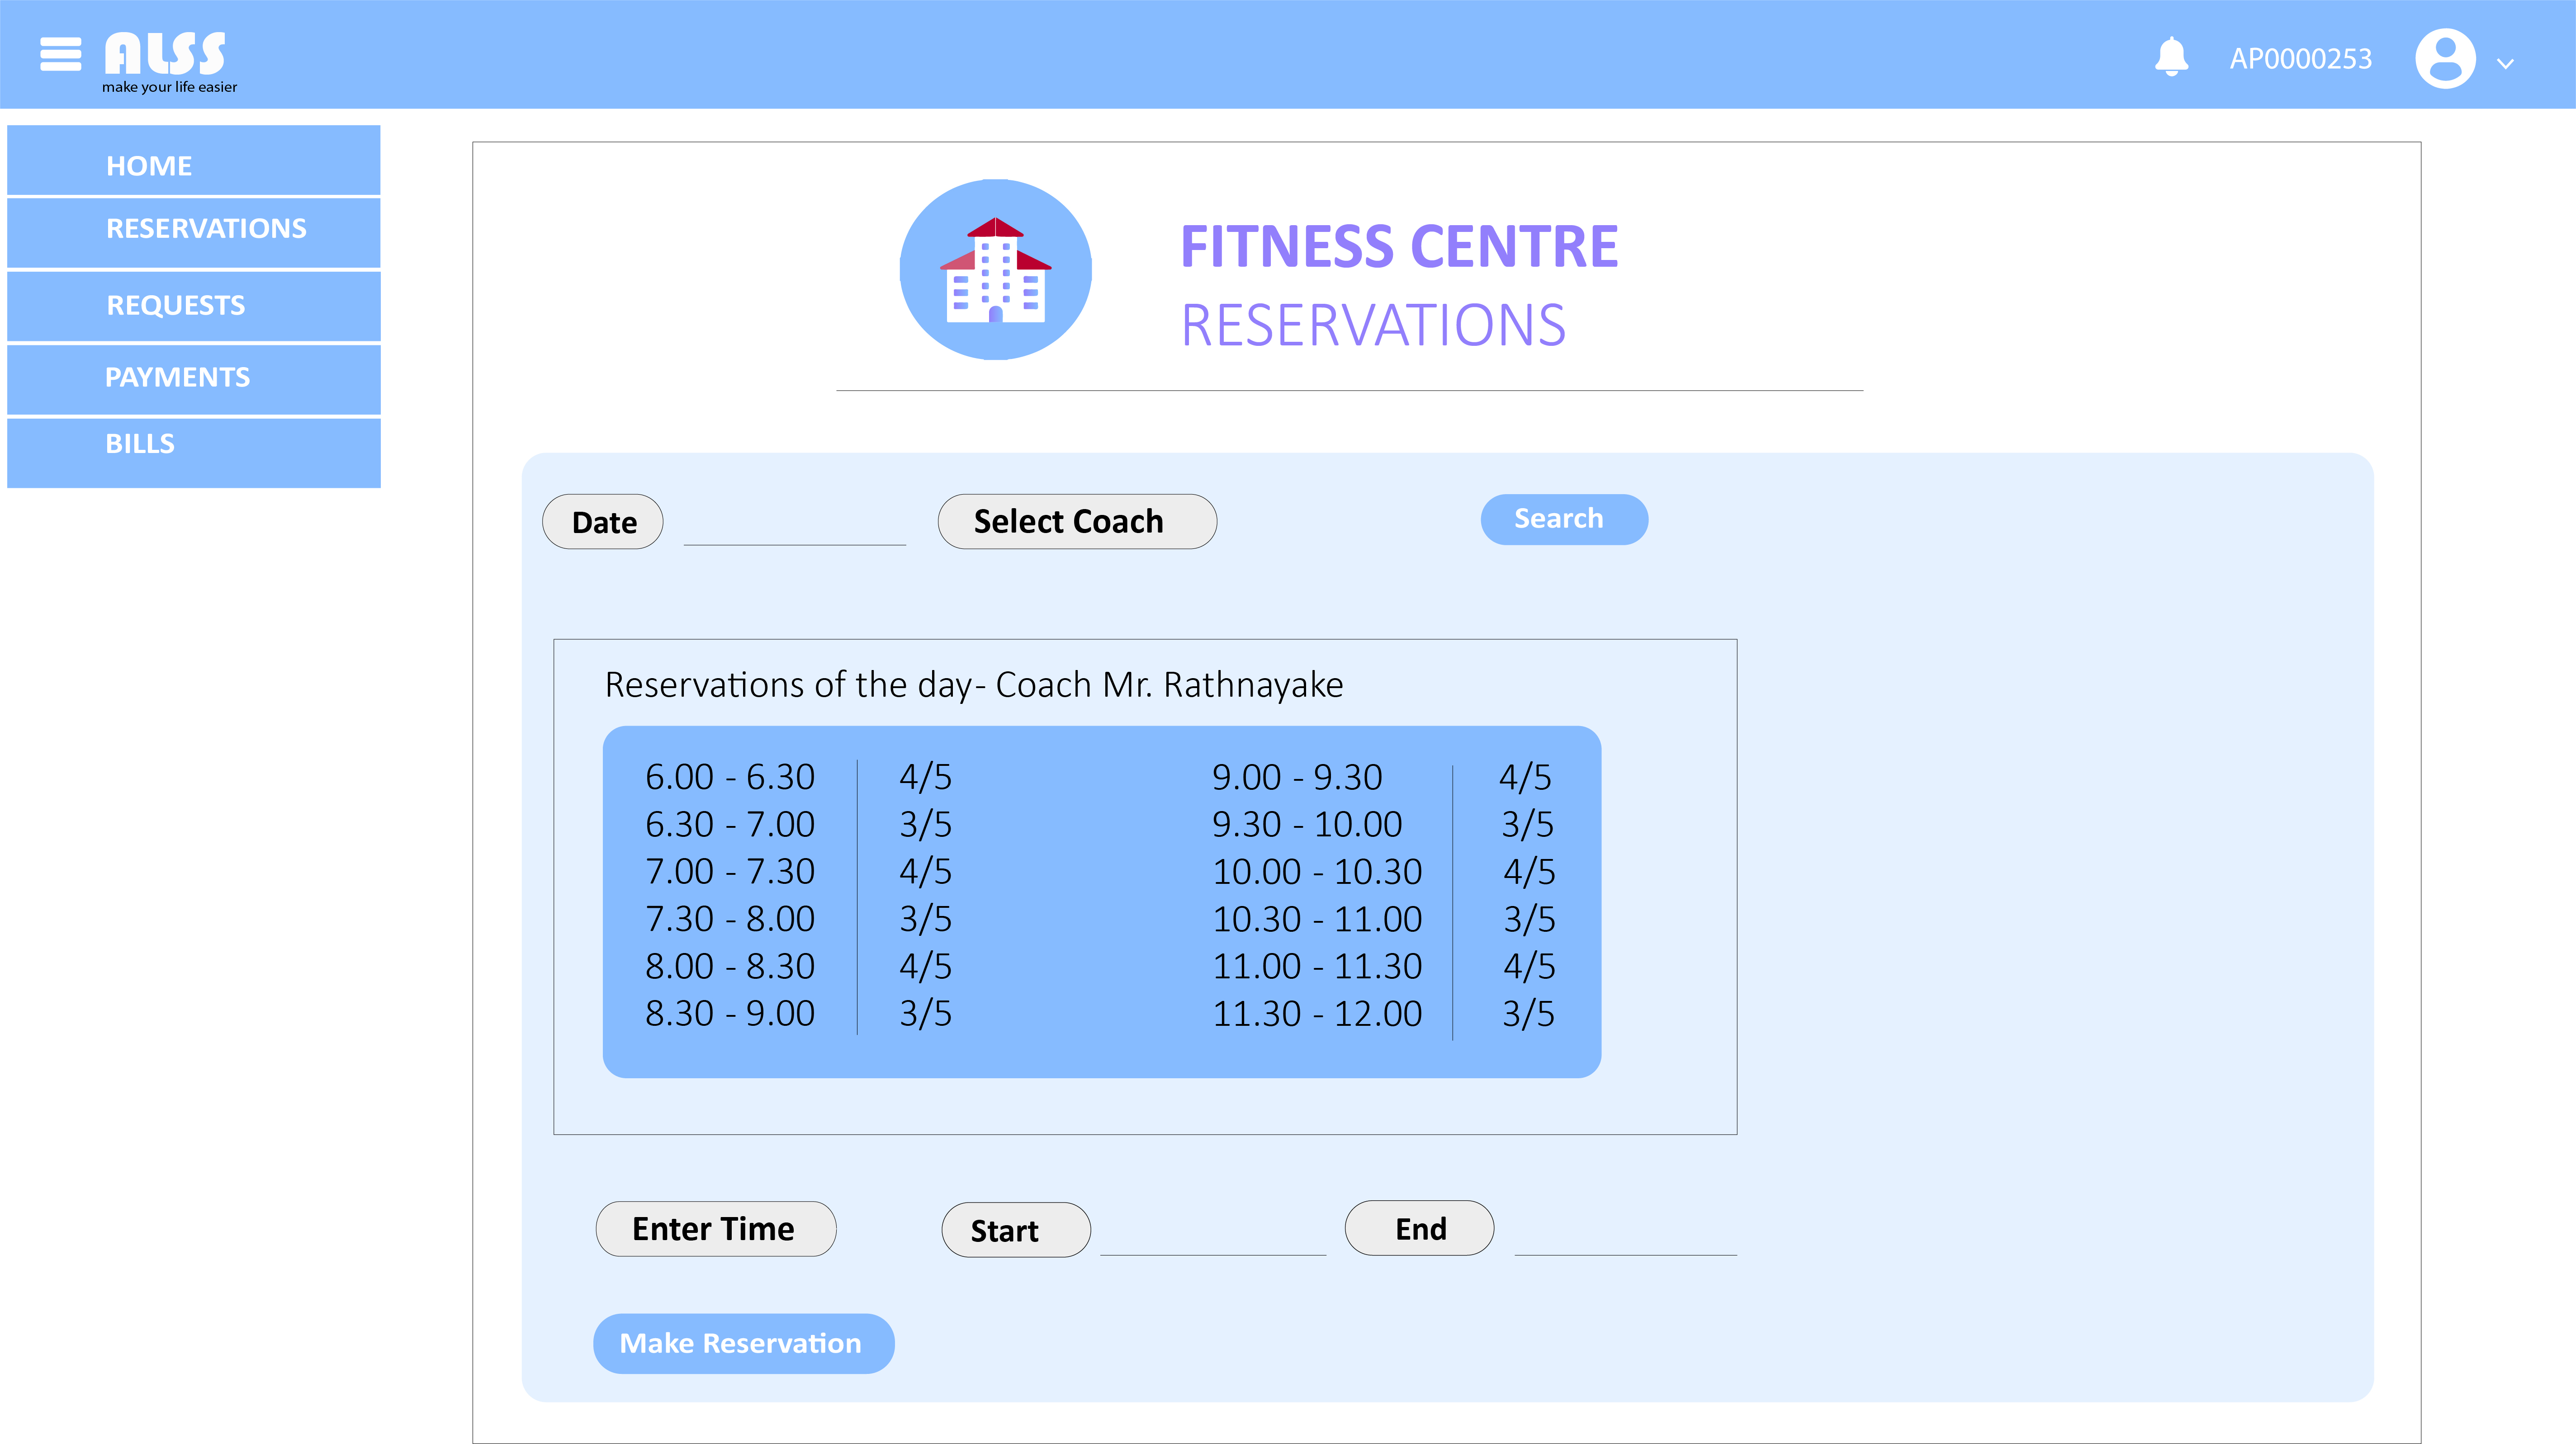 ALSS
make your life easier
AP0000253
HOME
RESERVATIONS
REQUESTS
PAYMENTS
BILLS
FITNESS CENTRE
RESERVATIONS
Date
Select Coach
Search
Reservations of the day- Coach Mr. Rathnayake
6.00 - 6.30 4/5
6.30 - 7.00 3/5
7.00 - 7.30 4/5
7.30 - 8.00 3/5
8.00 - 8.30 4/5
8.30 - 9.00 3/5
9.00 - 9.30 4/5
9.30 - 10.00 3/5
10.00 - 10.30 4/5
10.30 - 11.00 3/5
11.00 - 11.30 4/5
11.30 - 12.00 3/5
Enter Time
Start
End
Make Reservation